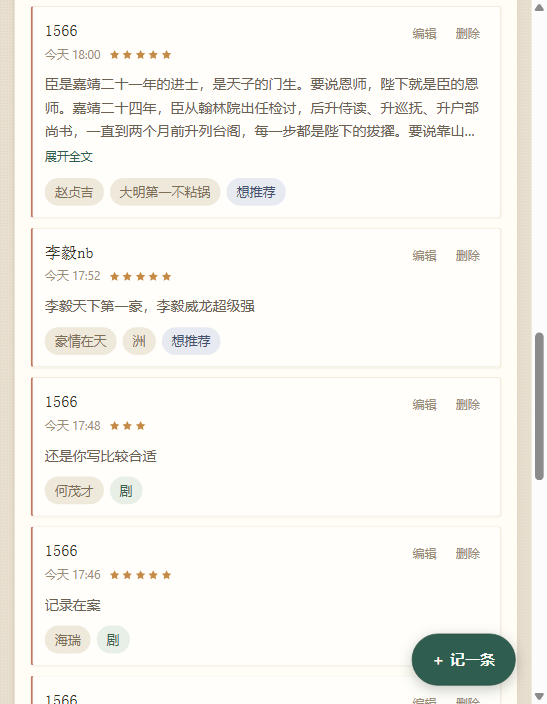 1566
编辑 删除
今天 18:00 ★★★★★
臣是嘉靖二十一年的进士，是天子的门生。要说恩师，陛下就是臣的恩
师。嘉靖二十四年，臣从翰林院出任检讨，后升侍读、升巡抚、升户部
尚书，一直到两个月前升列台阁，每一步都是陛下的拔擢。要说靠山...
展开全文
赵贞吉 大明第一不粘锅 想推荐
李毅nb
编辑 删除
今天 17:52 ★★★★★
李毅天下第一豪，李毅威龙超级强
豪情在天 洲 想推荐
1566
编辑 删除
今天 17:48 ★★★
还是你写比较合适
何茂才 剧
1566
编辑 删除
今天 17:46 ★★★★★
记录在案
海瑞 剧
+ 记一条
1566
编辑 删除